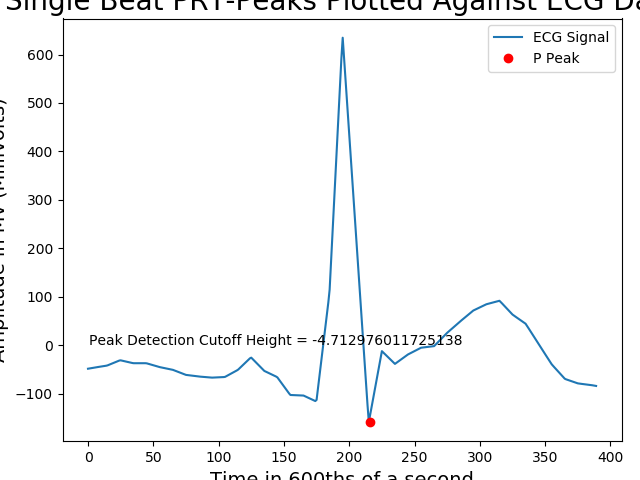 Single Beat PRT-Peaks Plotted Against ECG Da
ECG Signal
P Peak
600
500
400
300
200
100
0
−100
Peak Detection Cutoff Height = -4.712976011725138
0 50 100 150 200 250 300 350 400
Amplitude in MV (Millivolts)
Time in 600ths of a second